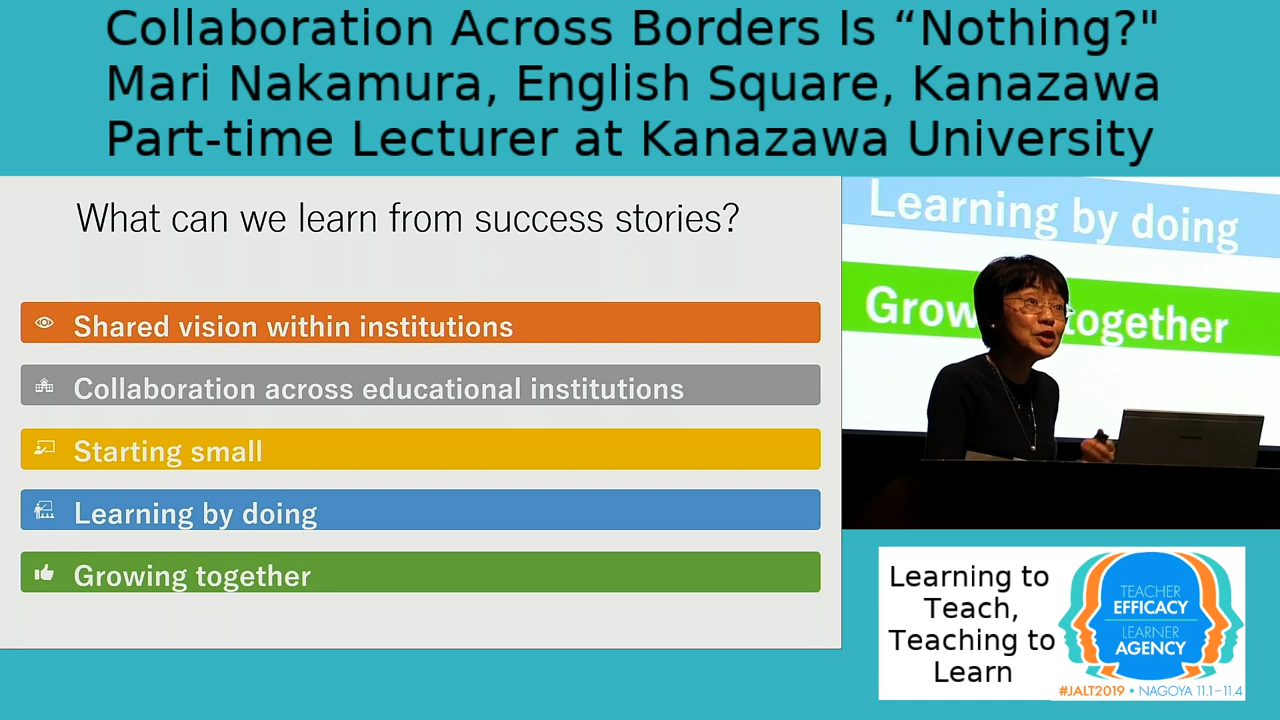 Collaboration Across Borders Is “Nothing?"
Mari Nakamura, English Square, Kanazawa
Part-time Lecturer at Kanazawa University
What can we learn from success stories?
Shared vision within institutions
Collaboration across educational institutions
Starting small
Learning by doing
Growing together
Learning by doing
Grow together
Learning to
Teach,
Teaching to
Learn
TEACHER
EFFICACY
LEARNER
AGENCY
#JALT2019 • NAGOYA 11.1–11.4